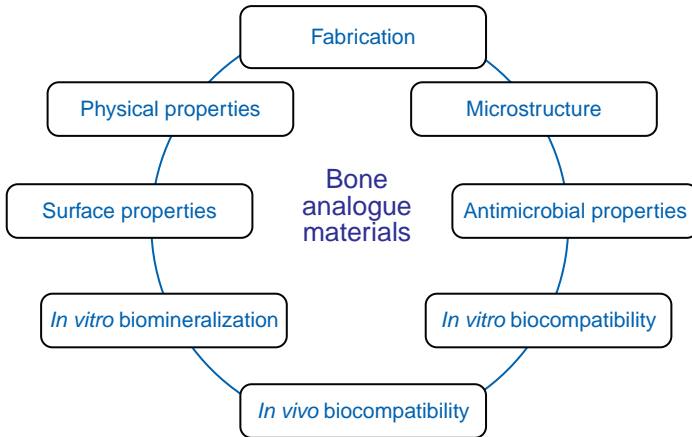 Fabrication
Physical properties
Microstructure
Bone
analogue
materials
Surface properties
Antimicrobial properties
In vitro biomineralization
In vitro biocompatibility
In vivo biocompatibility